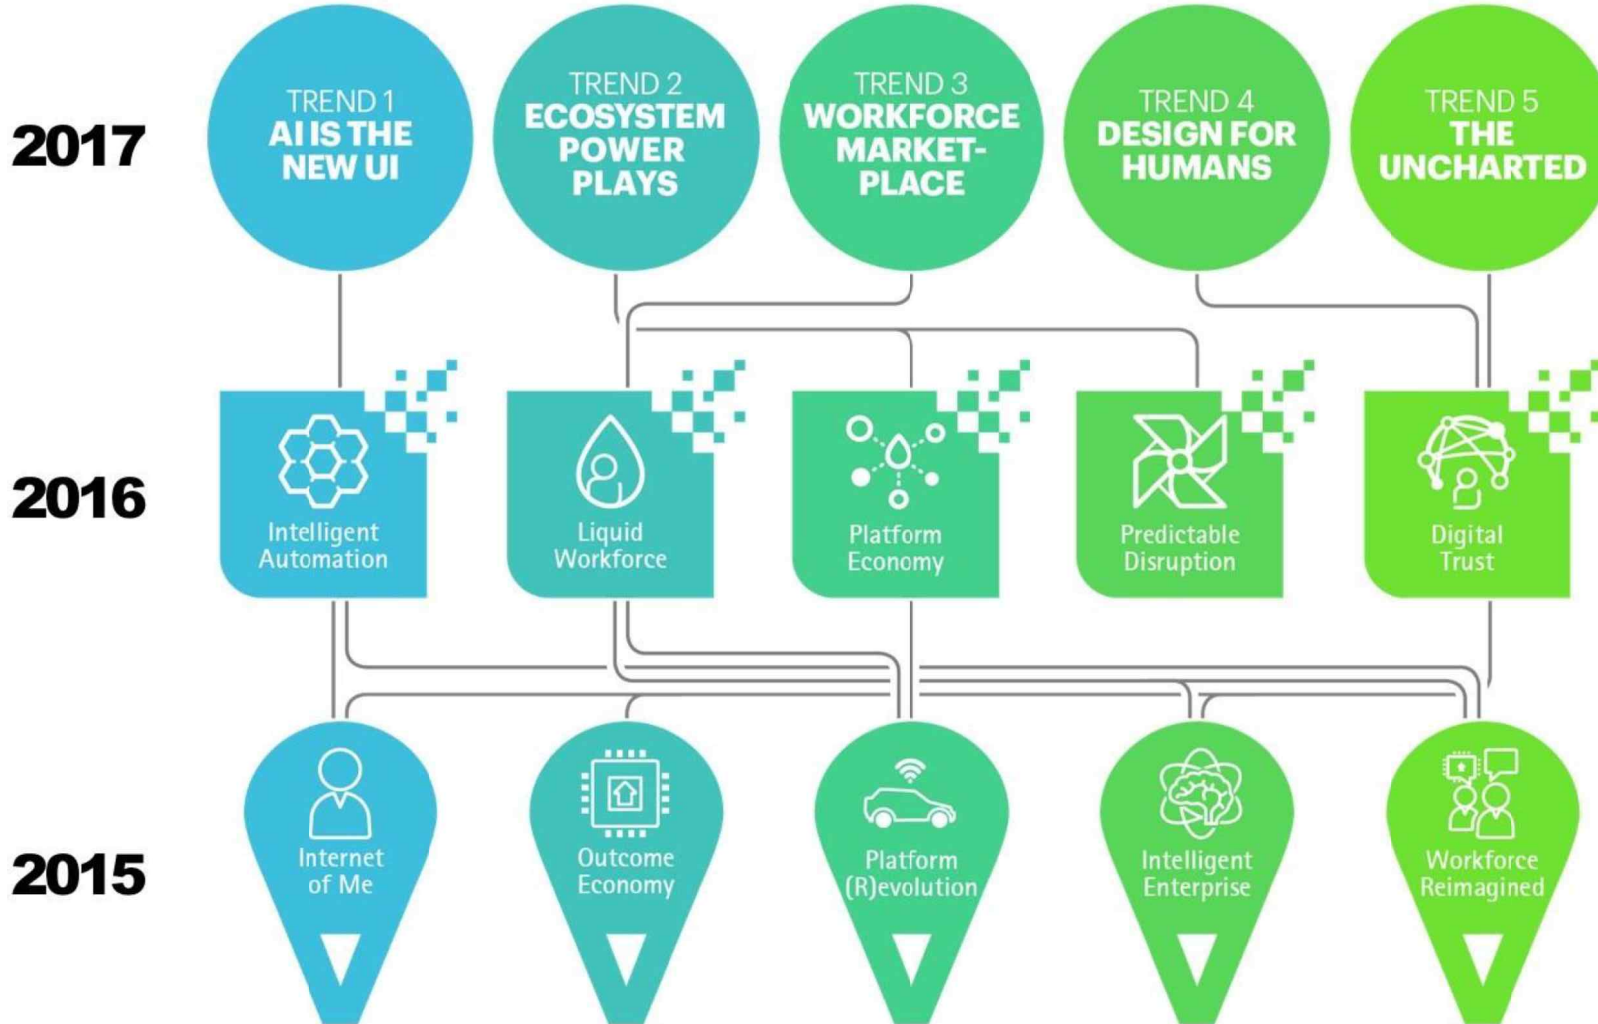 2017
TREND 1
AI IS THE
NEW UI
TREND 2
ECOSYSTEM
POWER
PLAYS
TREND 3
WORKFORCE
MARKET-
PLACE
TREND 4
DESIGN FOR
HUMANS
TREND 5
THE
UNCHARTED
2016
Intelligent
Automation
Liquid
Workforce
Platform
Economy
Predictable
Disruption
Digital
Trust
2015
Internet
of Me
Outcome
Economy
Platform
(R)evolution
Intelligent
Enterprise
Workforce
Reimagined